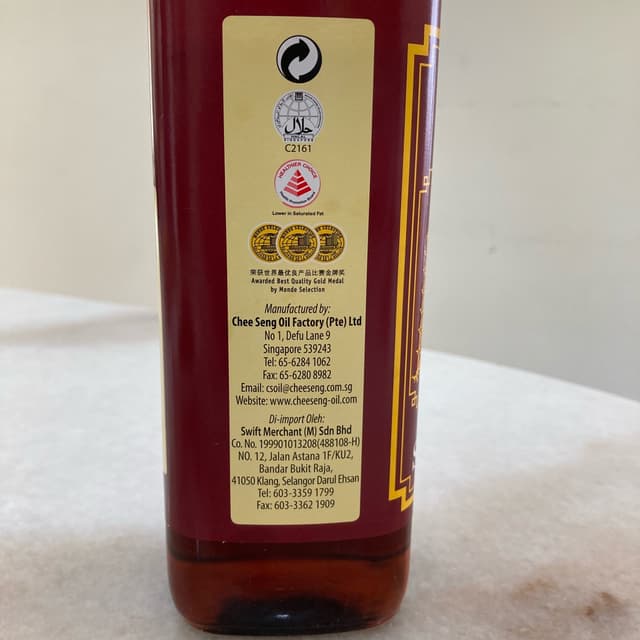 حلال
SINGAPORE
C2161
HEALTHIER CHOICE
Lower in Saturated Fat
荣获世界最优良产品比赛金牌奖
Awarded Best Quality Gold Medal
by Monde Selection
Manufactured by:
Chee Seng Oil Factory (Pte) Ltd
No 1, Defu Lane 9
Singapore 539243
Tel: 65-6284 1062
Fax: 65-6280 8982
Email: csoil@cheeseng.com.sg
Website: www.cheeseng-oil.com
Di-import Oleh:
Swift Merchant (M) Sdn Bhd
Co. No. 199901013208(488108-H)
NO. 12, Jalan Astana 1F/KU2,
Bandar Bukit Raja,
41050 Klang, Selangor Darul Ehsan
Tel: 603-3359 1799
Fax: 603-3362 1909